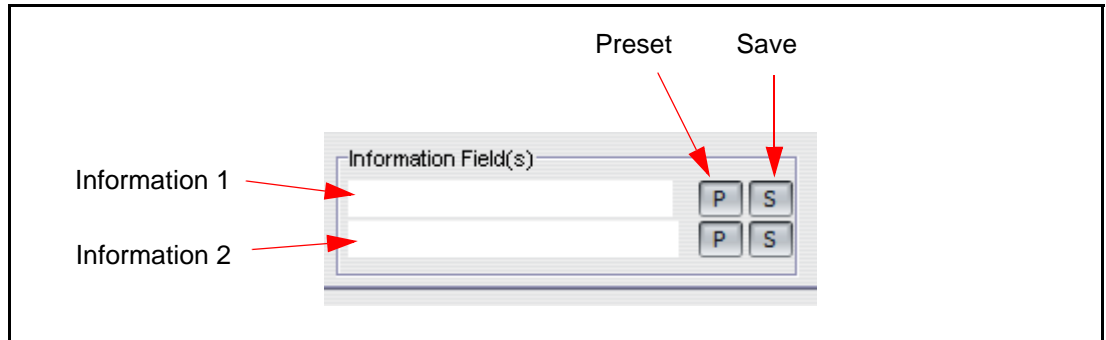 Preset Save
Information Field(s)
Information 1
P S
Information 2
P S